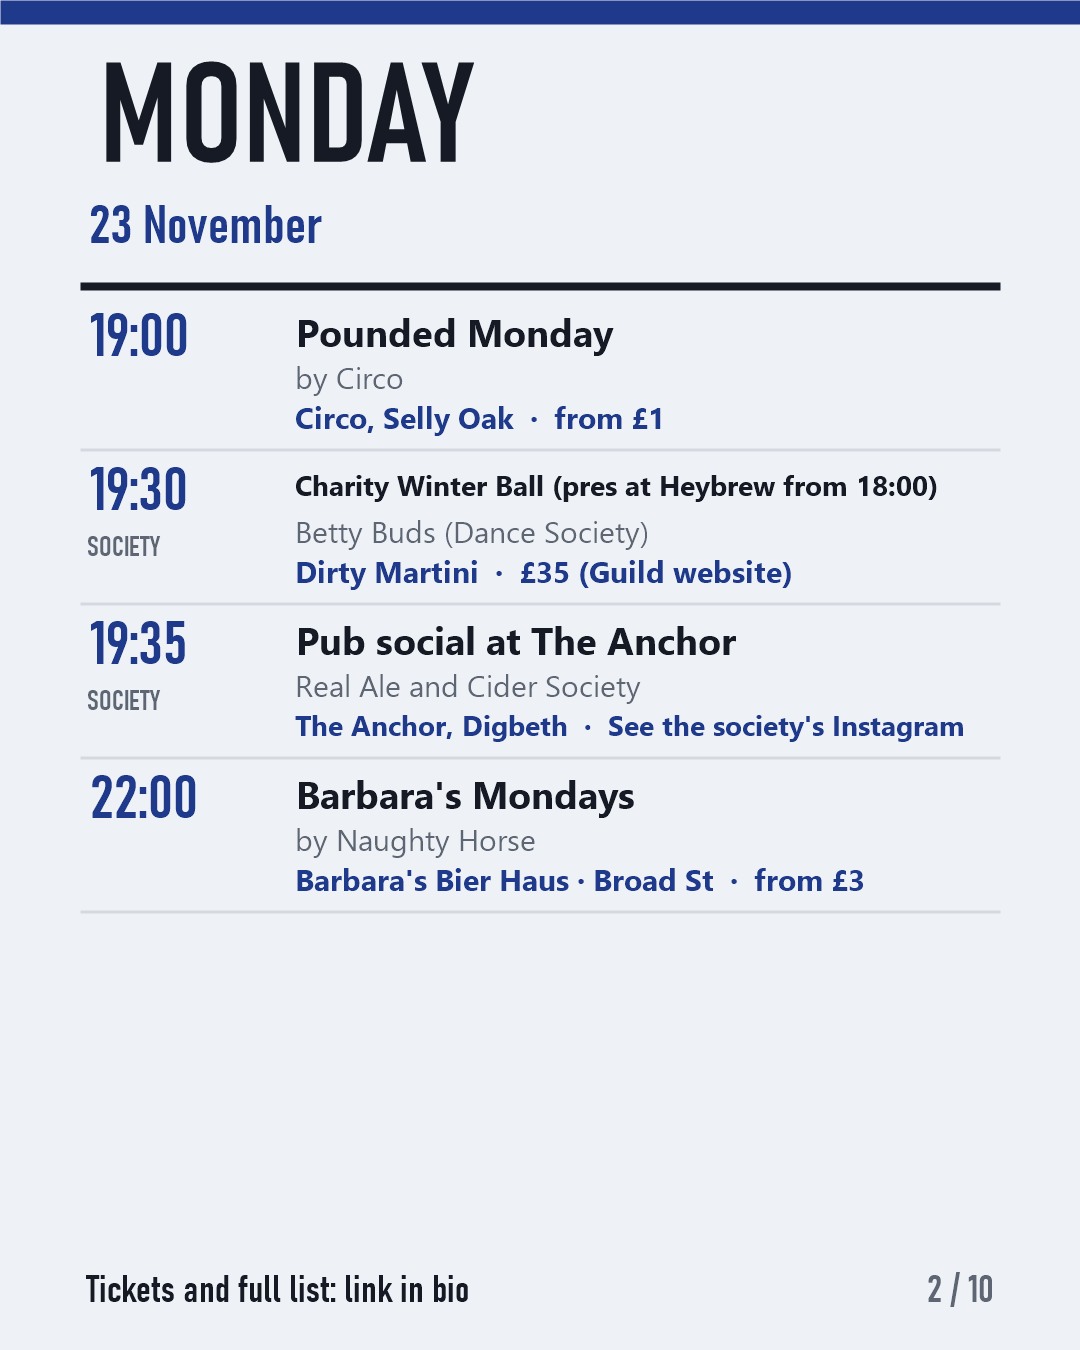 MONDAY
23 November
19:00
Pounded Monday
by Circo
Circo, Selly Oak · from £1
19:30
Charity Winter Ball (pres at Heybrew from 18:00)
SOCIETY
Betty Buds (Dance Society)
Dirty Martini · £35 (Guild website)
19:35
Pub social at The Anchor
SOCIETY
Real Ale and Cider Society
The Anchor, Digbeth · See the society's Instagram
22:00
Barbara's Mondays
by Naughty Horse
Barbara's Bier Haus · Broad St · from £3
Tickets and full list: link in bio
2 / 10